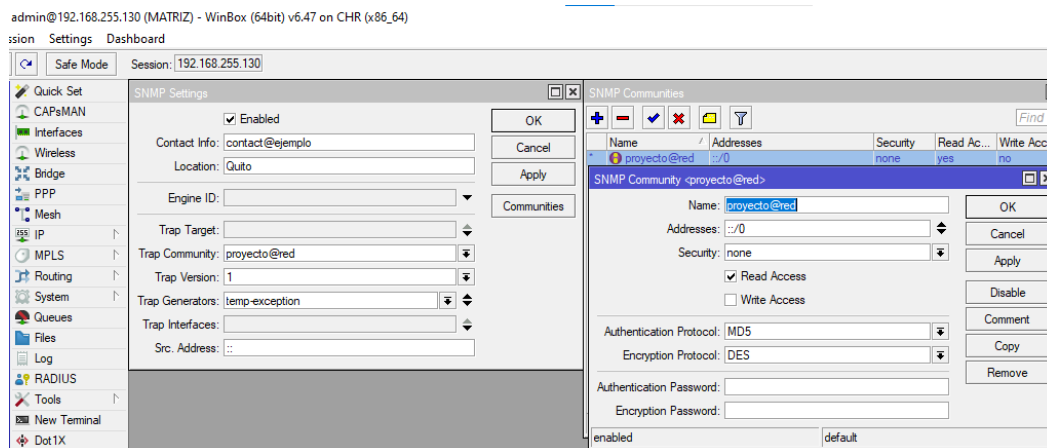 admin@192.168.255.130 (MATRIZ) - WinBox (64bit) v6.47 on CHR (x86_64)
ssion Settings Dashboard
Safe Mode Session: 192.168.255.130
Quick Set
CAPsMAN
Interfaces
Wireless
Bridge
PPP
Mesh
IP
MPLS
Routing
System
Queues
Files
Log
RADIUS
Tools
New Terminal
Dot1X
SNMP Settings
Enabled
Contact Info: contact@ejemplo
Location: Quito
Engine ID:
Trap Target:
Trap Community: proyecto@red
Trap Version: 1
Trap Generators: temp-exception
Trap Interfaces:
Src. Address: ::
OK
Cancel
Apply
Communities
SNMP Communities
Find
Name / Addresses Security Read Ac... Write Acc
* proyecto@red ::/0 none yes no
SNMP Community <proyecto@red>
Name: proyecto@red
Addresses: ::/0
Security: none
Read Access
Write Access
Authentication Protocol: MD5
Encryption Protocol: DES
Authentication Password:
Encryption Password:
OK
Cancel
Apply
Disable
Comment
Copy
Remove
enabled default